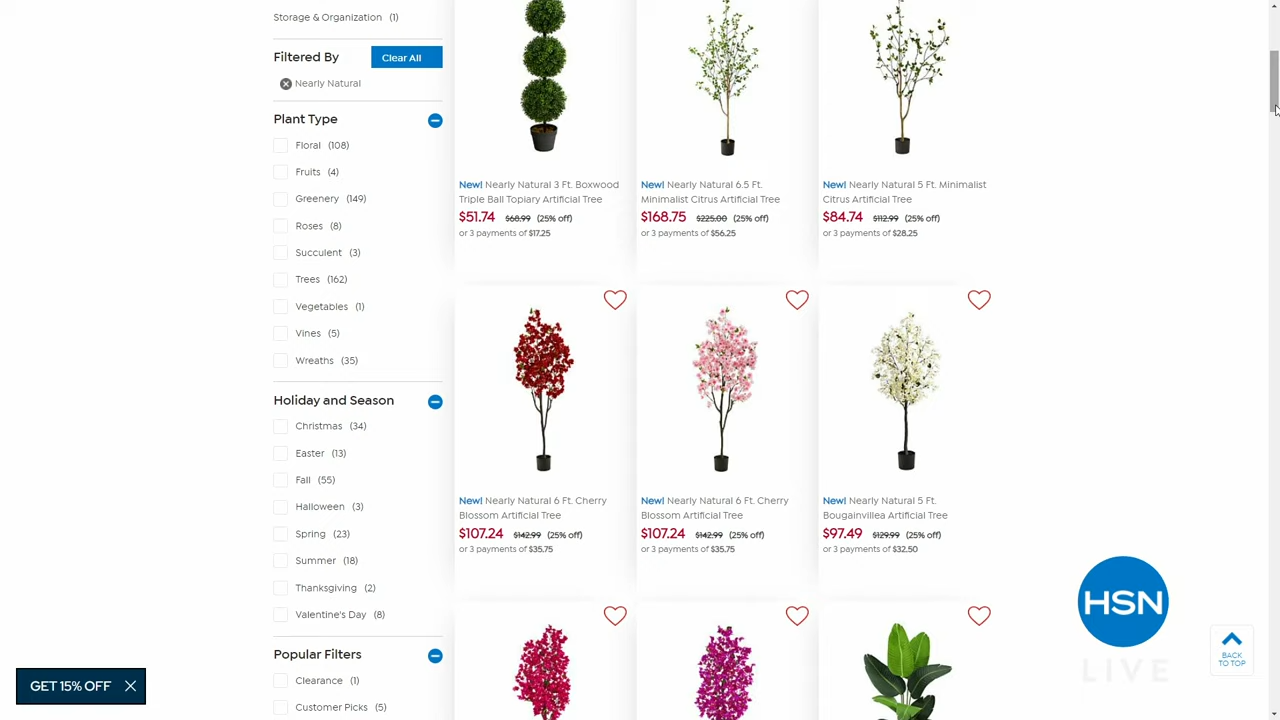 Storage & Organization (1)
Filtered By
Clear All
Nearly Natural
Plant Type
Floral (108)
Fruits (4)
Greenery (149)
Roses (8)
Succulent (3)
Trees (162)
Vegetables (1)
Vines (5)
Wreaths (35)
Holiday and Season
Christmas (34)
Easter (13)
Fall (55)
Halloween (3)
Spring (23)
Summer (18)
Thanksgiving (2)
Valentine's Day (8)
Popular Filters
Clearance (1)
Customer Picks (5)
New! Nearly Natural 3 Ft. Boxwood
Triple Ball Topiary Artificial Tree
$51.74 $68.99 (25% off)
or 3 payments of $17.25
New! Nearly Natural 6.5 Ft.
Minimalist Citrus Artificial Tree
$168.75 $225.00 (25% off)
or 3 payments of $56.25
New! Nearly Natural 5 Ft. Minimalist
Citrus Artificial Tree
$84.74 $112.99 (25% off)
or 3 payments of $28.25
New! Nearly Natural 6 Ft. Cherry
Blossom Artificial Tree
$107.24 $142.99 (25% off)
or 3 payments of $35.75
New! Nearly Natural 6 Ft. Cherry
Blossom Artificial Tree
$107.24 $142.99 (25% off)
or 3 payments of $35.75
New! Nearly Natural 5 Ft.
Bougainvillea Artificial Tree
$97.49 $129.99 (25% off)
or 3 payments of $32.50
HSN
LIVE
BACK
TO TOP
GET 15% OFF